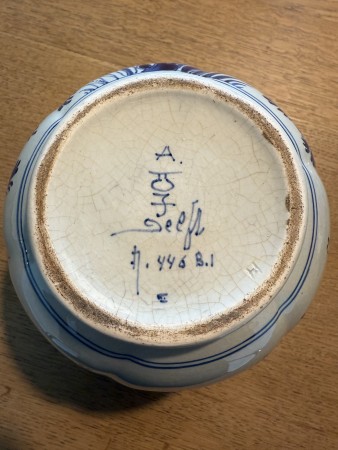 A.
Delft
n. 446 B.1